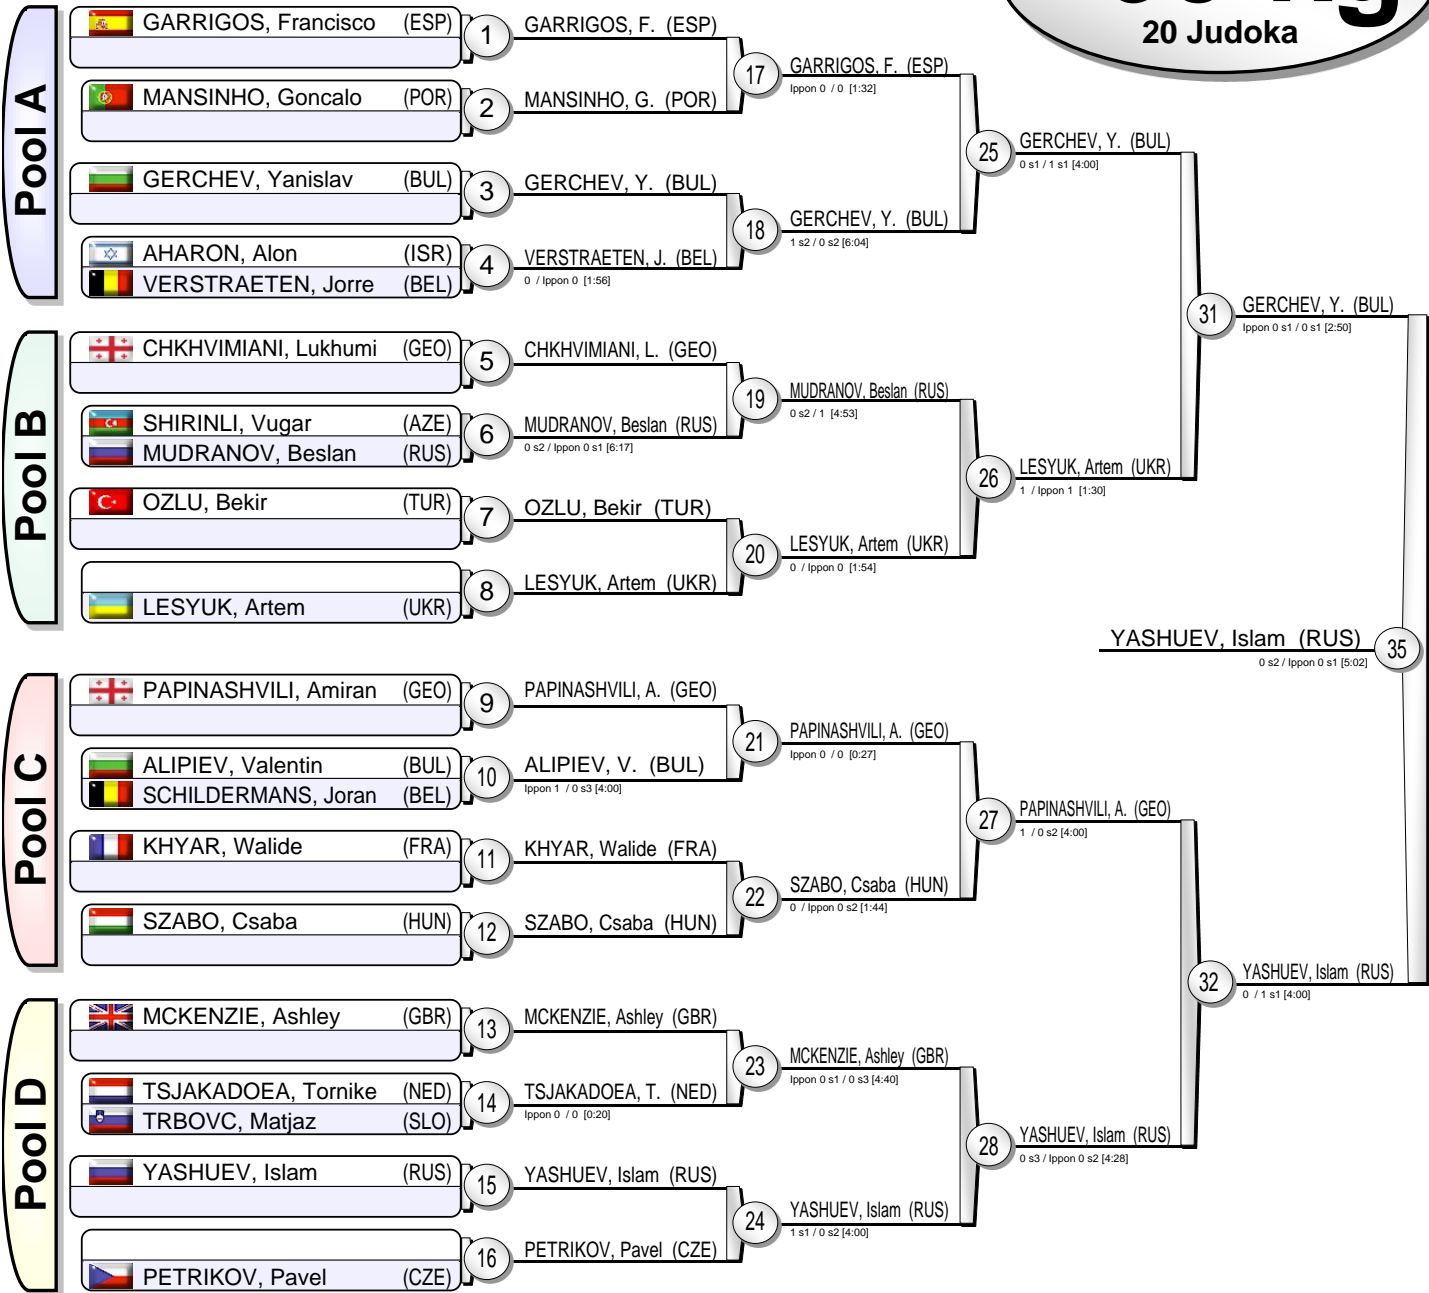 20 Judoka
Pool A
GARRIGOS, Francisco (ESP)
1
GARRIGOS, F. (ESP)
MANSINHO, Goncalo (POR)
2
MANSINHO, G. (POR)
17
GARRIGOS, F. (ESP)
Ippon 0 / 0 [1:32]
GERCHEV, Yanislav (BUL)
3
GERCHEV, Y. (BUL)
AHARON, Alon (ISR)
VERSTRAETEN, Jorre (BEL)
4
VERSTRAETEN, J. (BEL)
0 / Ippon 0 [1:56]
18
GERCHEV, Y. (BUL)
1 s2 / 0 s2 [6:04]
25
GERCHEV, Y. (BUL)
0 s1 / 1 s1 [4:00]
Pool B
CHKHVIMIANI, Lukhumi (GEO)
5
CHKHVIMIANI, L. (GEO)
SHIRINLI, Vugar (AZE)
MUDRANOV, Beslan (RUS)
6
MUDRANOV, Beslan (RUS)
0 s2 / Ippon 0 s1 [6:17]
19
MUDRANOV, Beslan (RUS)
0 s2 / 1 [4:53]
OZLU, Bekir (TUR)
7
OZLU, Bekir (TUR)
LESYUK, Artem (UKR)
8
LESYUK, Artem (UKR)
20
LESYUK, Artem (UKR)
0 / Ippon 0 [1:54]
26
LESYUK, Artem (UKR)
1 / Ippon 1 [1:30]
31
GERCHEV, Y. (BUL)
Ippon 0 s1 / 0 s1 [2:50]
YASHUEV, Islam (RUS)
35
0 s2 / Ippon 0 s1 [5:02]
Pool C
PAPINASHVILI, Amiran (GEO)
9
PAPINASHVILI, A. (GEO)
ALIPIEV, Valentin (BUL)
SCHILDERMANS, Joran (BEL)
10
ALIPIEV, V. (BUL)
Ippon 1 / 0 s3 [4:00]
21
PAPINASHVILI, A. (GEO)
Ippon 0 / 0 [0:27]
KHYAR, Walide (FRA)
11
KHYAR, Walide (FRA)
SZABO, Csaba (HUN)
12
SZABO, Csaba (HUN)
22
SZABO, Csaba (HUN)
0 / Ippon 0 s2 [1:44]
27
PAPINASHVILI, A. (GEO)
1 / 0 s2 [4:00]
Pool D
MCKENZIE, Ashley (GBR)
13
MCKENZIE, Ashley (GBR)
TSJAKADOEA, Tornike (NED)
TRBOVC, Matjaz (SLO)
14
TSJAKADOEA, T. (NED)
Ippon 0 / 0 [0:20]
23
MCKENZIE, Ashley (GBR)
Ippon 0 s1 / 0 s3 [4:40]
YASHUEV, Islam (RUS)
15
YASHUEV, Islam (RUS)
PETRIKOV, Pavel (CZE)
16
PETRIKOV, Pavel (CZE)
24
YASHUEV, Islam (RUS)
1 s1 / 0 s2 [4:00]
28
YASHUEV, Islam (RUS)
0 s3 / Ippon 0 s2 [4:28]
32
YASHUEV, Islam (RUS)
0 / 1 s1 [4:00]